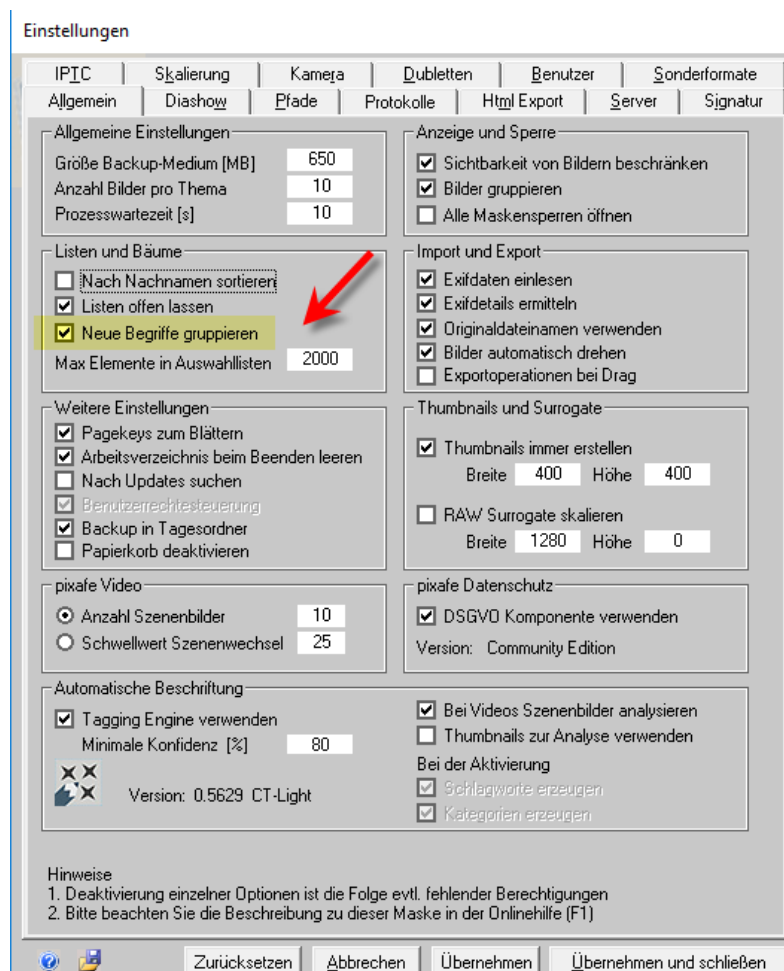 Einstellungen
IPTC Skalierung Kamera Dubletten Benutzer Sonderformate
Allgemein Diashow Pfade Protokolle Html Export Server Signatur
Allgemeine Einstellungen
Größe Backup-Medium [MB] 650
Anzahl Bilder pro Thema 10
Prozesswartezeit [s] 10
Anzeige und Sperre
Sichtbarkeit von Bildern beschränken
Bilder gruppieren
Alle Maskensperren öffnen
Listen und Bäume
Nach Nachnamen sortieren
Listen offen lassen
Neue Begriffe gruppieren
Max Elemente in Auswahllisten 2000
Import und Export
Exifdaten einlesen
Exifdetails ermitteln
Originaldateinamen verwenden
Bilder automatisch drehen
Exportoperationen bei Drag
Weitere Einstellungen
Pagekeys zum Blättern
Arbeitsverzeichnis beim Beenden leeren
Nach Updates suchen
Benutzerrechtesteuerung
Backup in Tagesordner
Papierkorb deaktivieren
Thumbnails und Surrogate
Thumbnails immer erstellen
Breite 400 Höhe 400
RAW Surrogate skalieren
Breite 1280 Höhe 0
pixafe Video
Anzahl Szenenbilder 10
Schwellwert Szenenwechsel 25
pixafe Datenschutz
DSGVO Komponente verwenden
Version: Community Edition
Automatische Beschriftung
Tagging Engine verwenden
Minimale Konfidenz [%] 80
Version: 0.5629 CT-Light
Bei Videos Szenenbilder analysieren
Thumbnails zur Analyse verwenden
Bei der Aktivierung
Schlagworte erzeugen
Kategorien erzeugen
Hinweise
1. Deaktivierung einzelner Optionen ist die Folge evtl. fehlender Berechtigungen
2. Bitte beachten Sie die Beschreibung zu dieser Maske in der Onlinehilfe (F1)
Zurücksetzen Abbrechen Übernehmen Übernehmen und schließen